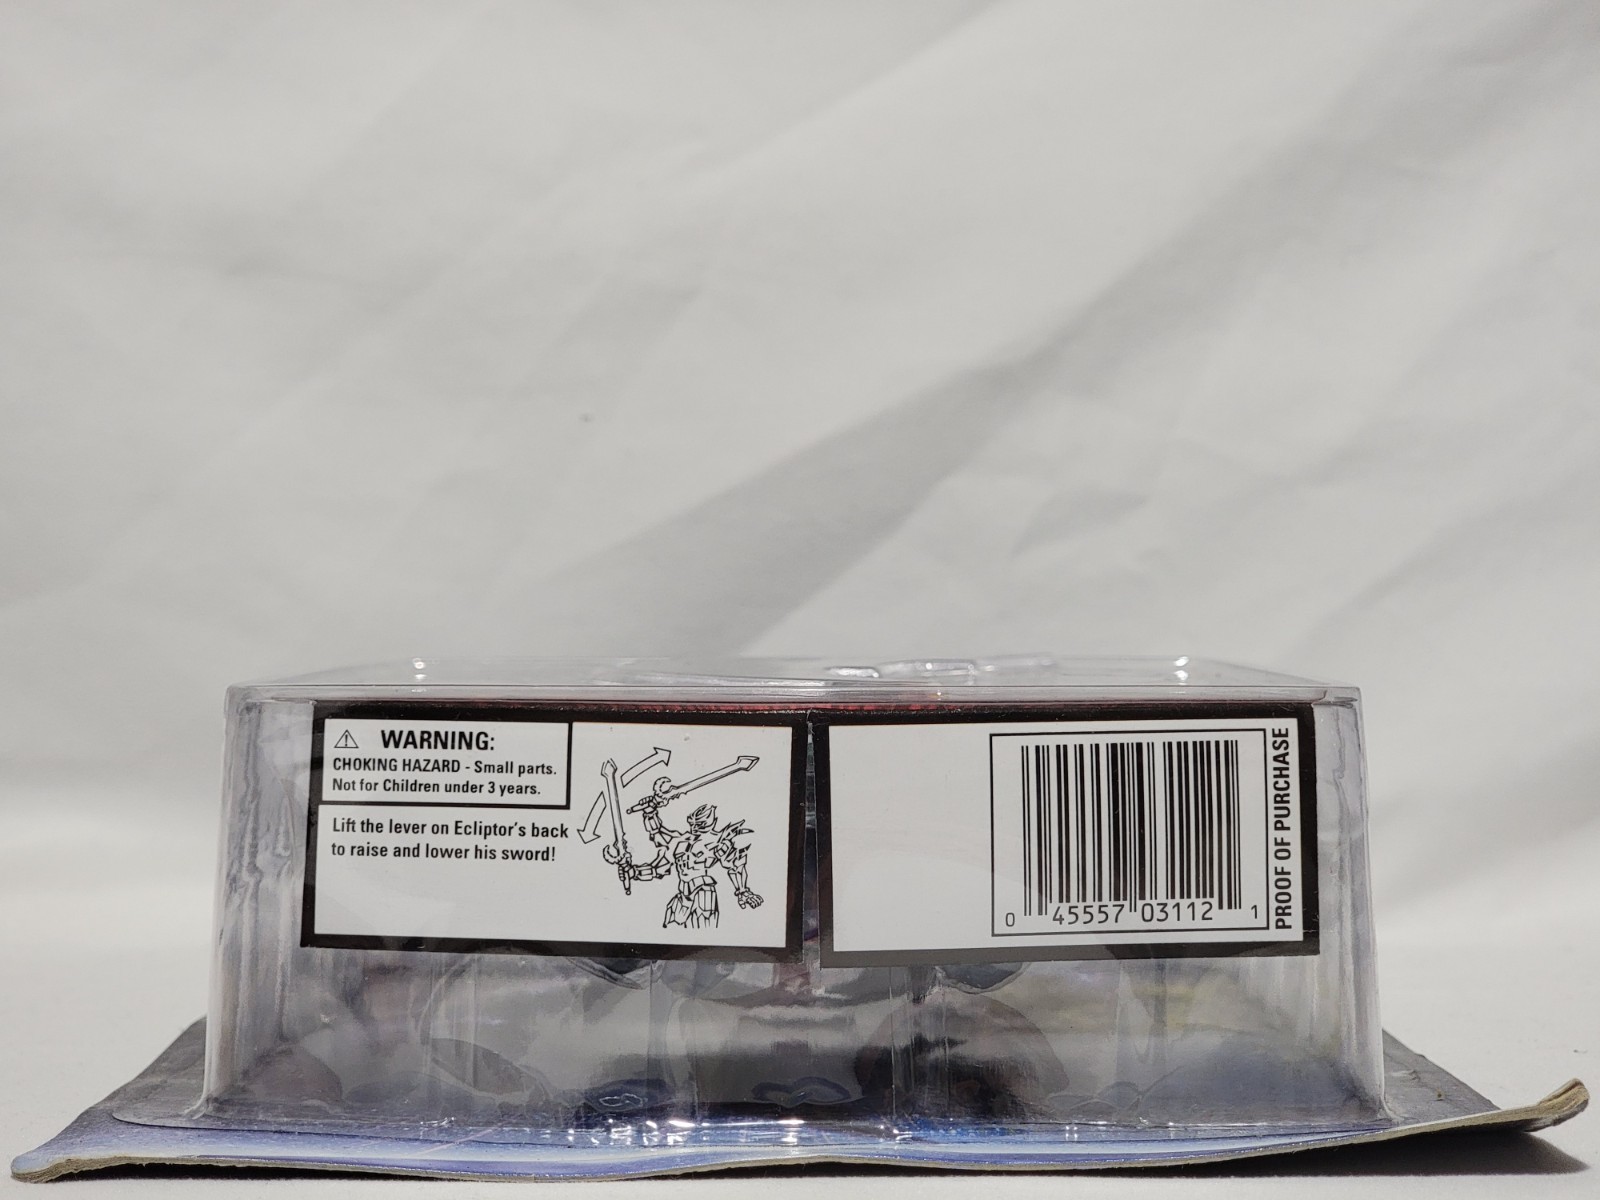 WARNING:
CHOKING HAZARD - Small parts.
Not for Children under 3 years.
Lift the lever on Ecliptor's back
to raise and lower his sword!
0 45557 03112 1
PROOF OF PURCHASE